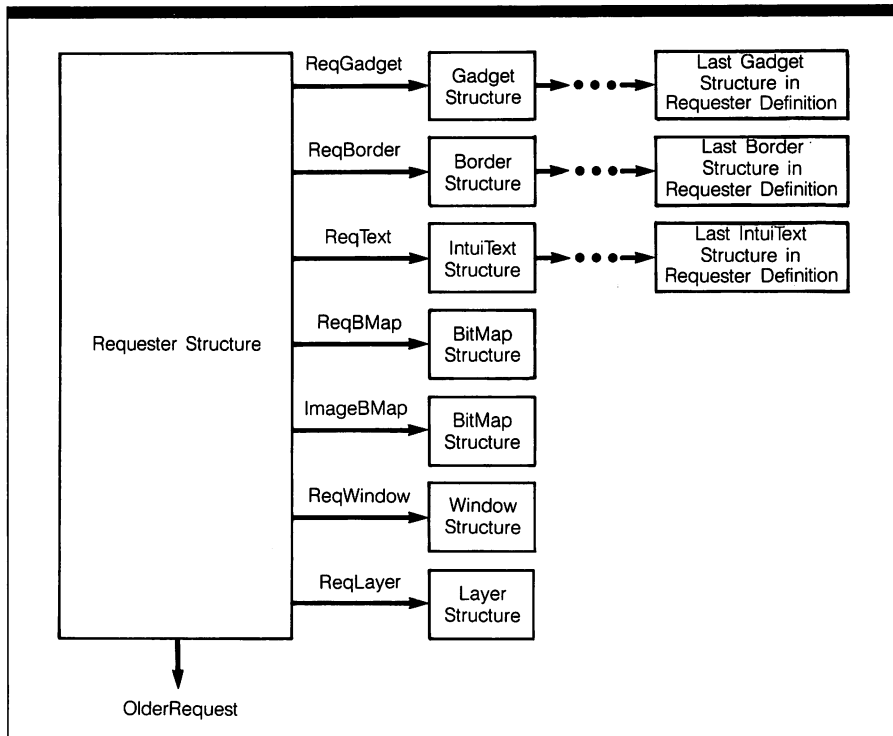 ReqGadget
Gadget
Structure
Last Gadget
Structure in
Requester Definition
ReqBorder
Border
Structure
Last Border
Structure in
Requester Definition
ReqText
IntuiText
Structure
Last IntuiText
Structure in
Requester Definition
Requester Structure
ReqBMap
BitMap
Structure
ImageBMap
BitMap
Structure
ReqWindow
Window
Structure
ReqLayer
Layer
Structure
OlderRequest